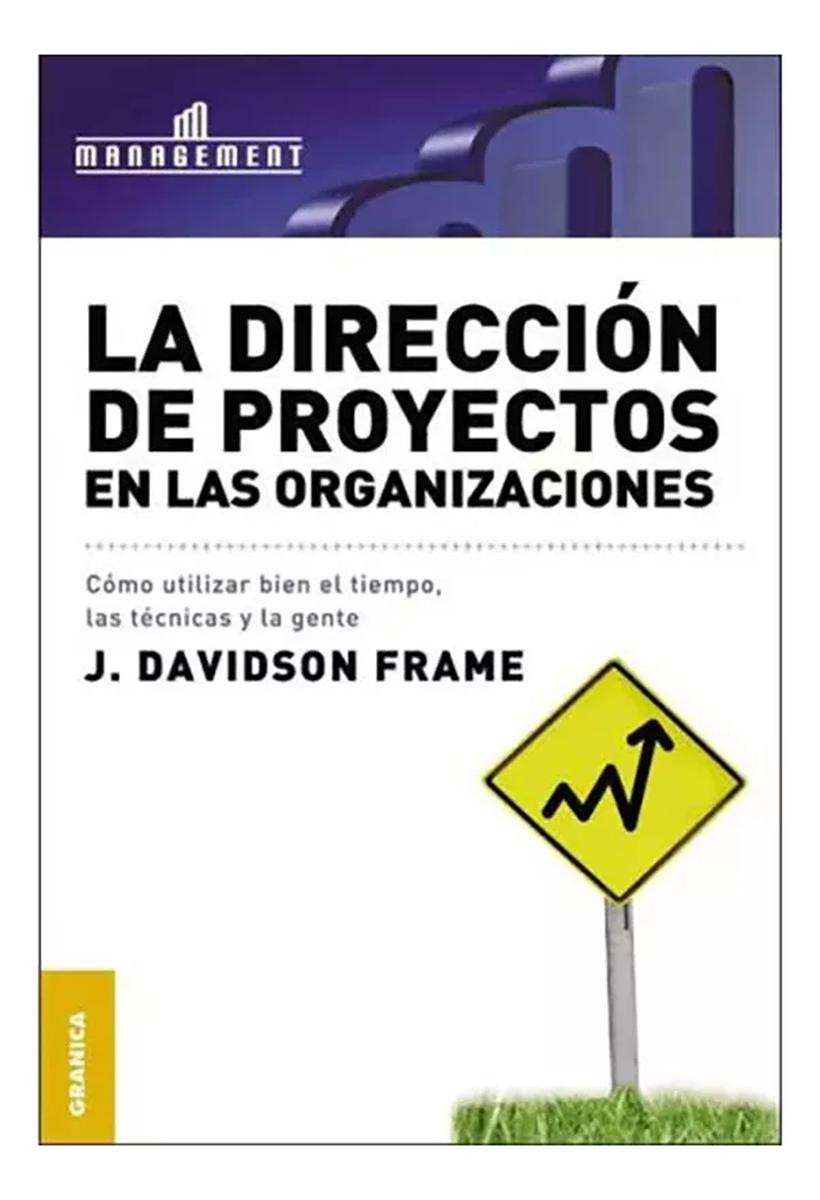 MANAGEMENT
LA DIRECCIÓN
DE PROYECTOS
EN LAS ORGANIZACIONES
Cómo utilizar bien el tiempo,
las técnicas y la gente
J. DAVIDSON FRAME
GRANICA